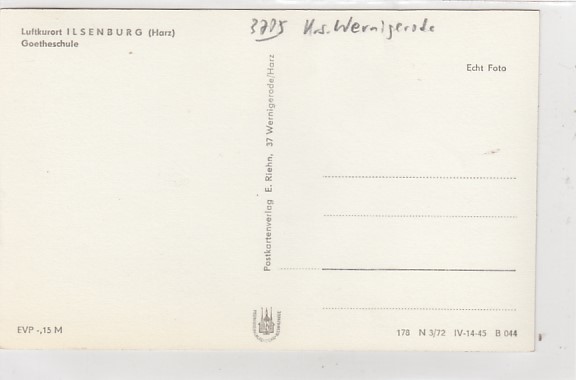 Luftkurort ILSENBURG (Harz)
Goetheschule
3705 Krs. Wernigerode
Echt Foto
Postkartenverlag E. Riehn, 37 Wernigerode/Harz
EVP -,15 M
178 N 3/72 IV-14-45 B 044